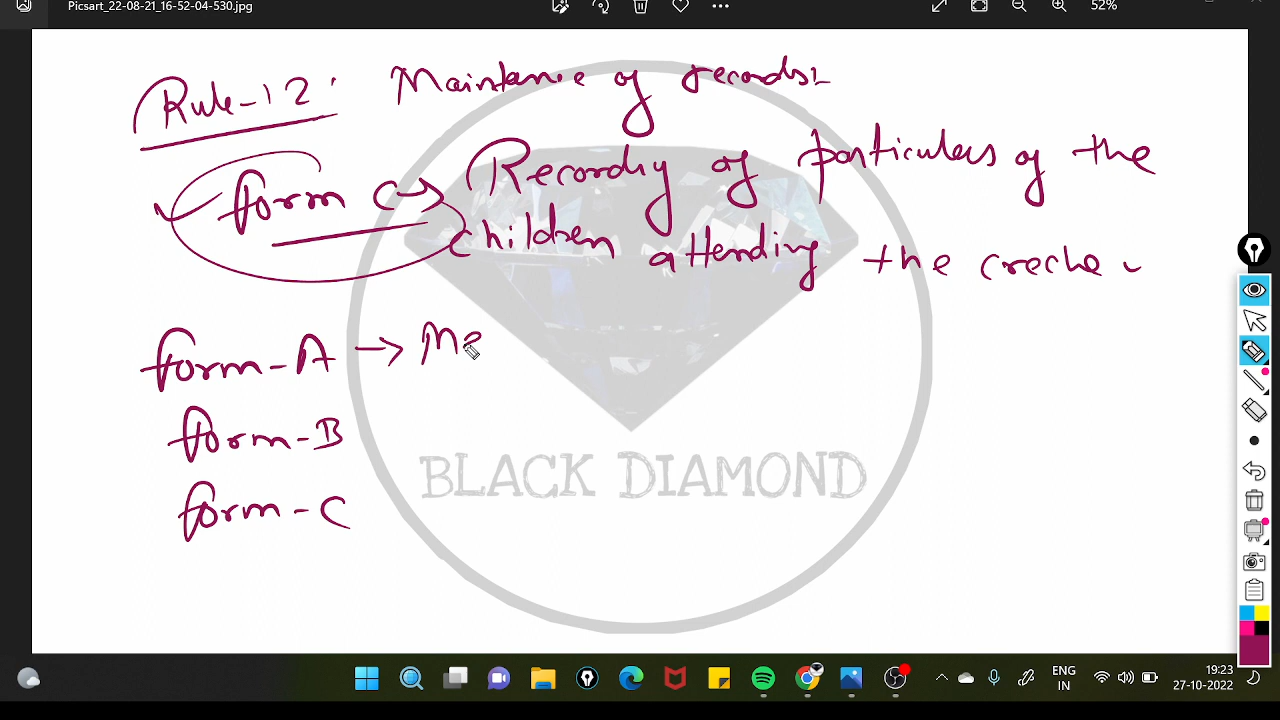 Picsart_22-08-21_16-52-04-530.jpg
52%
Rule-12: Maintance of records:-
form C → Recording of particulars of the
children attending the creche
form-A → Me
form-B
form-C
BLACK DIAMOND
ENG
IN
19:23
27-10-2022